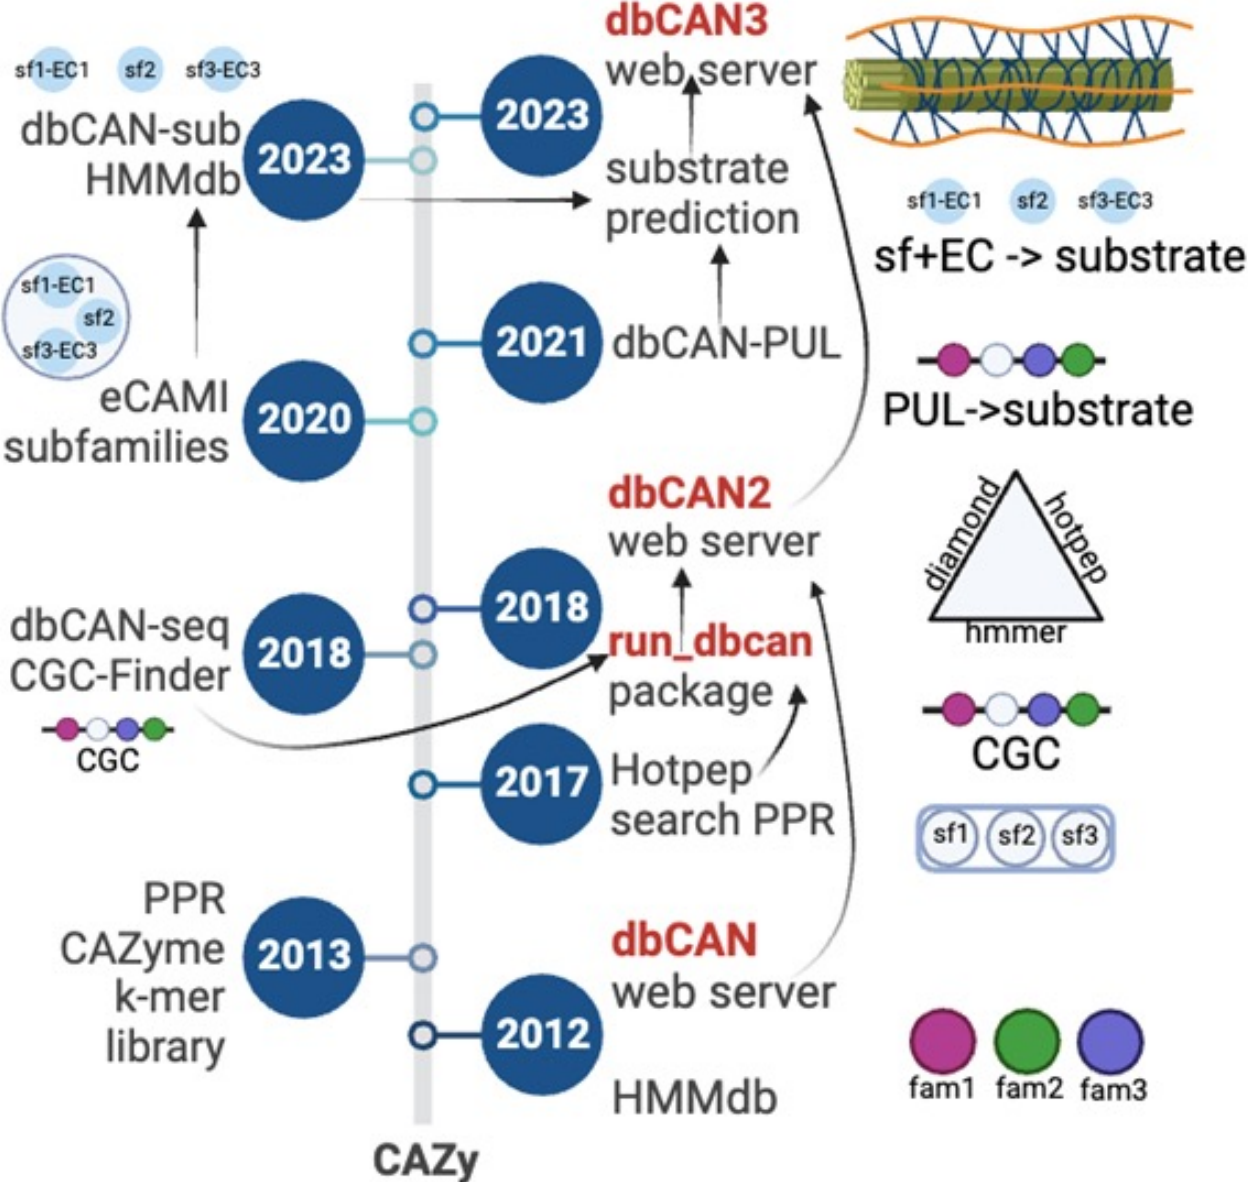 dbCAN3
web server
sf1-EC1 sf2 sf3-EC3
dbCAN-sub
HMMdb
2023
2023
substrate
prediction
sf1-EC1 sf2 sf3-EC3
sf+EC -> substrate
sf1-EC1
sf2
sf3-EC3
2021
dbCAN-PUL
PUL->substrate
eCAMI
subfamilies
2020
dbCAN2
web server
diamond
hotpep
hmmer
2018
dbCAN-seq
CGC-Finder
2018
CGC
run_dbcan
package
CGC
2017
Hotpep
search PPR
sf1 sf2 sf3
PPR
CAZyme
k-mer
library
2013
dbCAN
web server
2012
HMMdb
fam1 fam2 fam3
CAZy